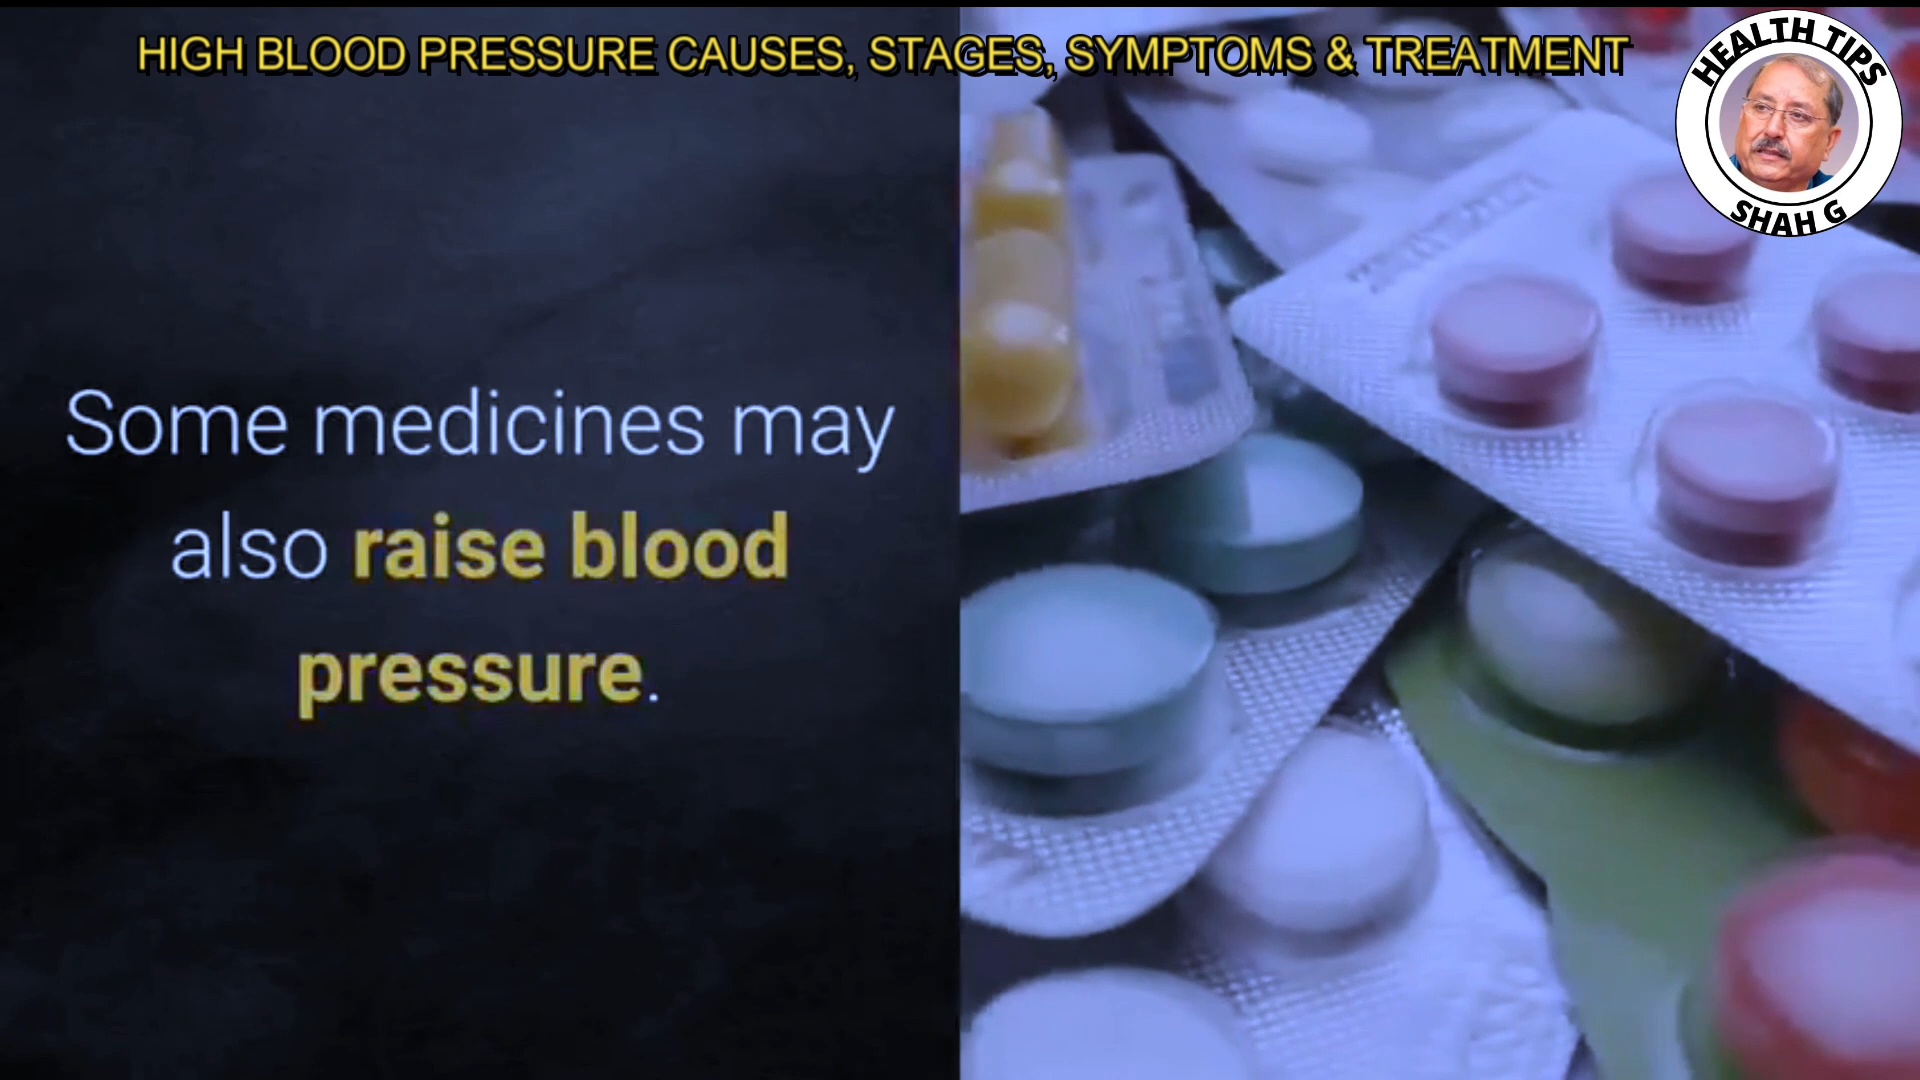 HIGH BLOOD PRESSURE CAUSES, STAGES, SYMPTOMS & TREATMENT
HEALTH TIPS
SHAH G
Some medicines may
also raise blood
pressure.